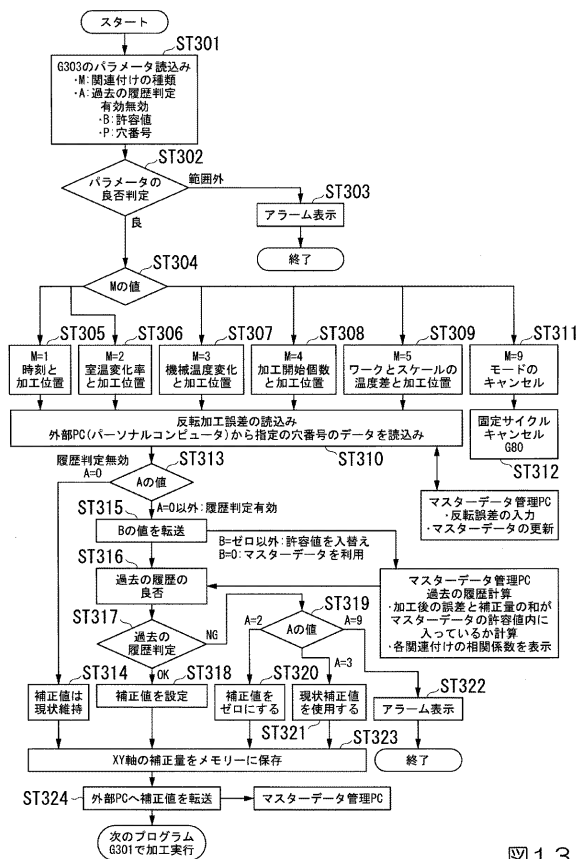 スタート
ST301
G303のパラメータ読込み
・M:関連付けの種類
・A:過去の履歴判定
有効無効
・B:許容値
・P:穴番号
ST302
パラメータの
良否判定
範囲外
良
ST303
アラーム表示
終了
ST304
Mの値
ST305
M=1
時刻と
加工位置
ST306
M=2
室温変化率
と加工位置
ST307
M=3
機械温度変化
と加工位置
ST308
M=4
加工開始個数
と加工位置
ST309
M=5
ワークとスケールの
温度差と加工位置
ST311
M=9
モードの
キャンセル
反転加工誤差の読込み
外部PC(パーソナルコンピュータ)から指定の穴番号のデータを読込み
ST310
固定サイクル
キャンセル
G80
ST312
履歴判定無効
A=0
ST313
Aの値
A=0以外:履歴判定有効
マスターデータ管理PC
・反転誤差の入力
・マスターデータの更新
ST315
Bの値を転送
B=ゼロ以外:許容値を入替え
B=0:マスターデータを利用
ST316
過去の履歴の
良否
マスターデータ管理PC
過去の履歴計算
・加工後の誤差と補正量の和が
マスターデータの許容値内に
入っているか計算
・各関連付けの相関係数を表示
ST317
過去の
履歴判定
NG
OK
ST319
Aの値
A=2
A=9
A=3
ST314
補正値は
現状維持
ST318
補正値を設定
ST320
補正値を
ゼロにする
現状補正値
を使用する
ST321
ST322
アラーム表示
終了
ST323
XY軸の補正量をメモリーに保存
ST324
外部PCへ補正値を転送
マスターデータ管理PC
次のプログラム
G301で加工実行
図13